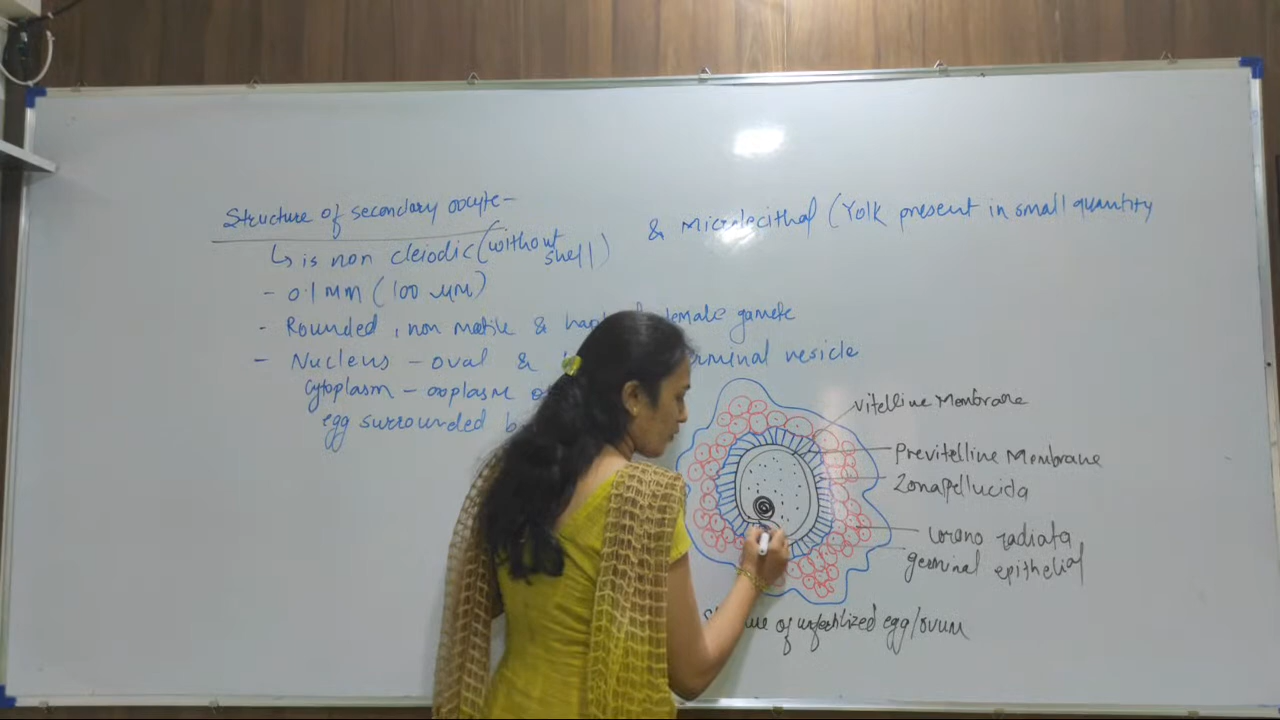 Structure of secondary oocyte-
↳ is non cleiodic (without shell) & microlecithal (Yolk present in small quantity
- 0.1 MM (100 μM)
- Rounded, non motile & hap female gamete
- Nucleus - oval & germinal vesicle
Cytoplasm - ooplasm o
egg surrounded b
vitelline Membrane
Previtelline Membrane
Zonapellucida
corono radiata
germinal epithelial
of unfertilized egg/ovum